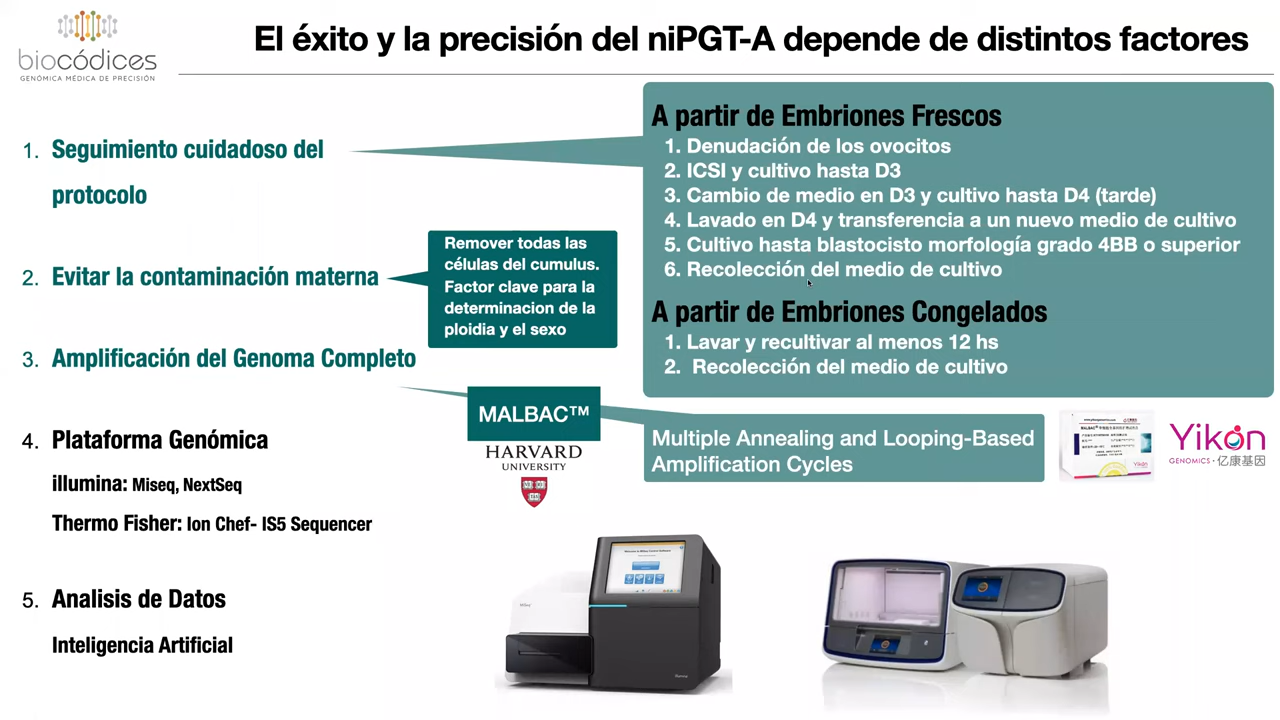 biocódices
GENÓMICA MÉDICA DE PRECISIÓN
El éxito y la precisión del niPGT-A depende de distintos factores
1. Seguimiento cuidadoso del
protocolo
2. Evitar la contaminación materna
Remover todas las
células del cumulus.
Factor clave para la
determinacion de la
ploidia y el sexo
3. Amplificación del Genoma Completo
4. Plataforma Genómica
illumina: Miseq, NextSeq
Thermo Fisher: Ion Chef- IS5 Sequencer
5. Analisis de Datos
Inteligencia Artificial
A partir de Embriones Frescos
1. Denudación de los ovocitos
2. ICSI y cultivo hasta D3
3. Cambio de medio en D3 y cultivo hasta D4 (tarde)
4. Lavado en D4 y transferencia a un nuevo medio de cultivo
5. Cultivo hasta blastocisto morfología grado 4BB o superior
6. Recolección del medio de cultivo
A partir de Embriones Congelados
1. Lavar y recultivar al menos 12 hs
2. Recolección del medio de cultivo
MALBAC™
HARVARD
UNIVERSITY
Multiple Annealing and Looping-Based
Amplification Cycles
Yikon
GENOMICS · 亿康基因